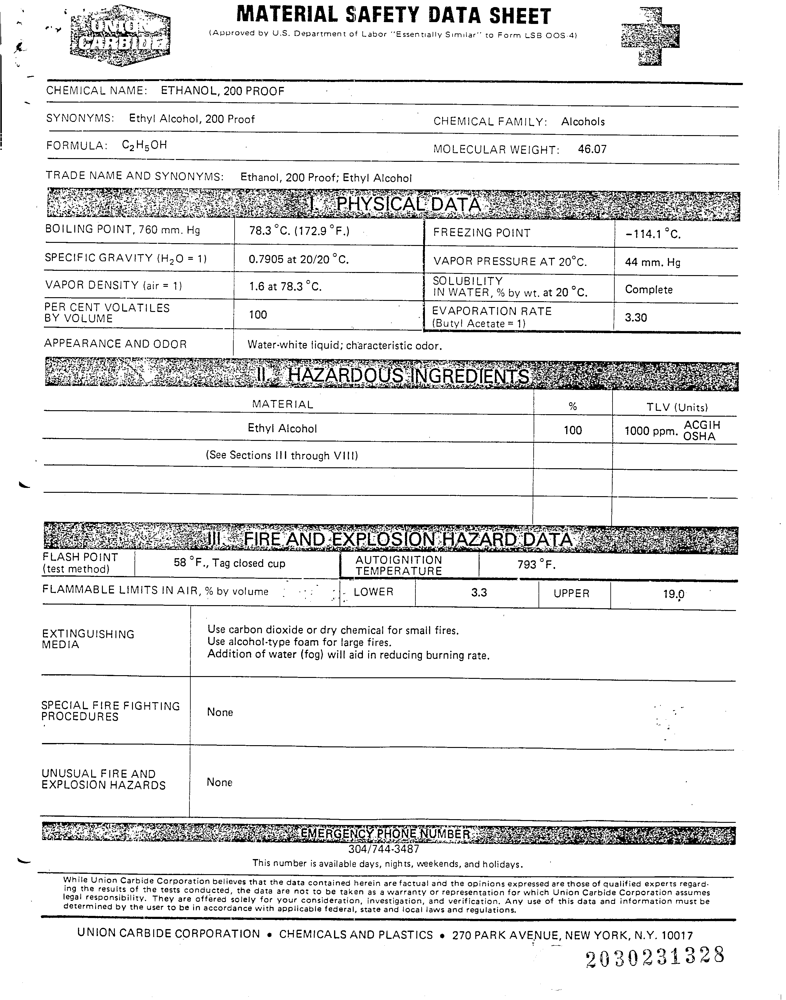 UNION
CARBIDE
MATERIAL SAFETY DATA SHEET
(Approved by U.S. Department of Labor "Essentially Similar" to Form LSB OOS-4)
CHEMICAL NAME: ETHANOL, 200 PROOF
SYNONYMS: Ethyl Alcohol, 200 Proof
CHEMICAL FAMILY: Alcohols
FORMULA: C2H5OH
MOLECULAR WEIGHT: 46.07
TRADE NAME AND SYNONYMS: Ethanol, 200 Proof; Ethyl Alcohol
I. PHYSICAL DATA
BOILING POINT, 760 mm. Hg 78.3 °C. (172.9 °F.) FREEZING POINT -114.1 °C.
SPECIFIC GRAVITY (H2O = 1) 0.7905 at 20/20 °C. VAPOR PRESSURE AT 20°C. 44 mm. Hg
VAPOR DENSITY (air = 1) 1.6 at 78.3 °C. SOLUBILITY
IN WATER, % by wt. at 20 °C. Complete
PER CENT VOLATILES
BY VOLUME 100 EVAPORATION RATE
(Butyl Acetate = 1) 3.30
APPEARANCE AND ODOR Water-white liquid; characteristic odor.
II. HAZARDOUS INGREDIENTS
MATERIAL % TLV (Units)
Ethyl Alcohol 100 1000 ppm. ACGIH
OSHA
(See Sections III through VIII)
III. FIRE AND EXPLOSION HAZARD DATA
FLASH POINT
(test method) 58 °F., Tag closed cup AUTOIGNITION
TEMPERATURE 793 °F.
FLAMMABLE LIMITS IN AIR, % by volume LOWER 3.3 UPPER 19.0
EXTINGUISHING
MEDIA
Use carbon dioxide or dry chemical for small fires.
Use alcohol-type foam for large fires.
Addition of water (fog) will aid in reducing burning rate.
SPECIAL FIRE FIGHTING
PROCEDURES
None
UNUSUAL FIRE AND
EXPLOSION HAZARDS
None
EMERGENCY PHONE NUMBER
304/744-3487
This number is available days, nights, weekends, and holidays.
While Union Carbide Corporation believes that the data contained herein are factual and the opinions expressed are those of qualified experts regard-
ing the results of the tests conducted, the data are not to be taken as a warranty or representation for which Union Carbide Corporation assumes
legal responsibility. They are offered solely for your consideration, investigation, and verification. Any use of this data and information must be
determined by the user to be in accordance with applicable federal, state and local laws and regulations.
UNION CARBIDE CORPORATION • CHEMICALS AND PLASTICS • 270 PARK AVENUE, NEW YORK, N.Y. 10017
2030231328